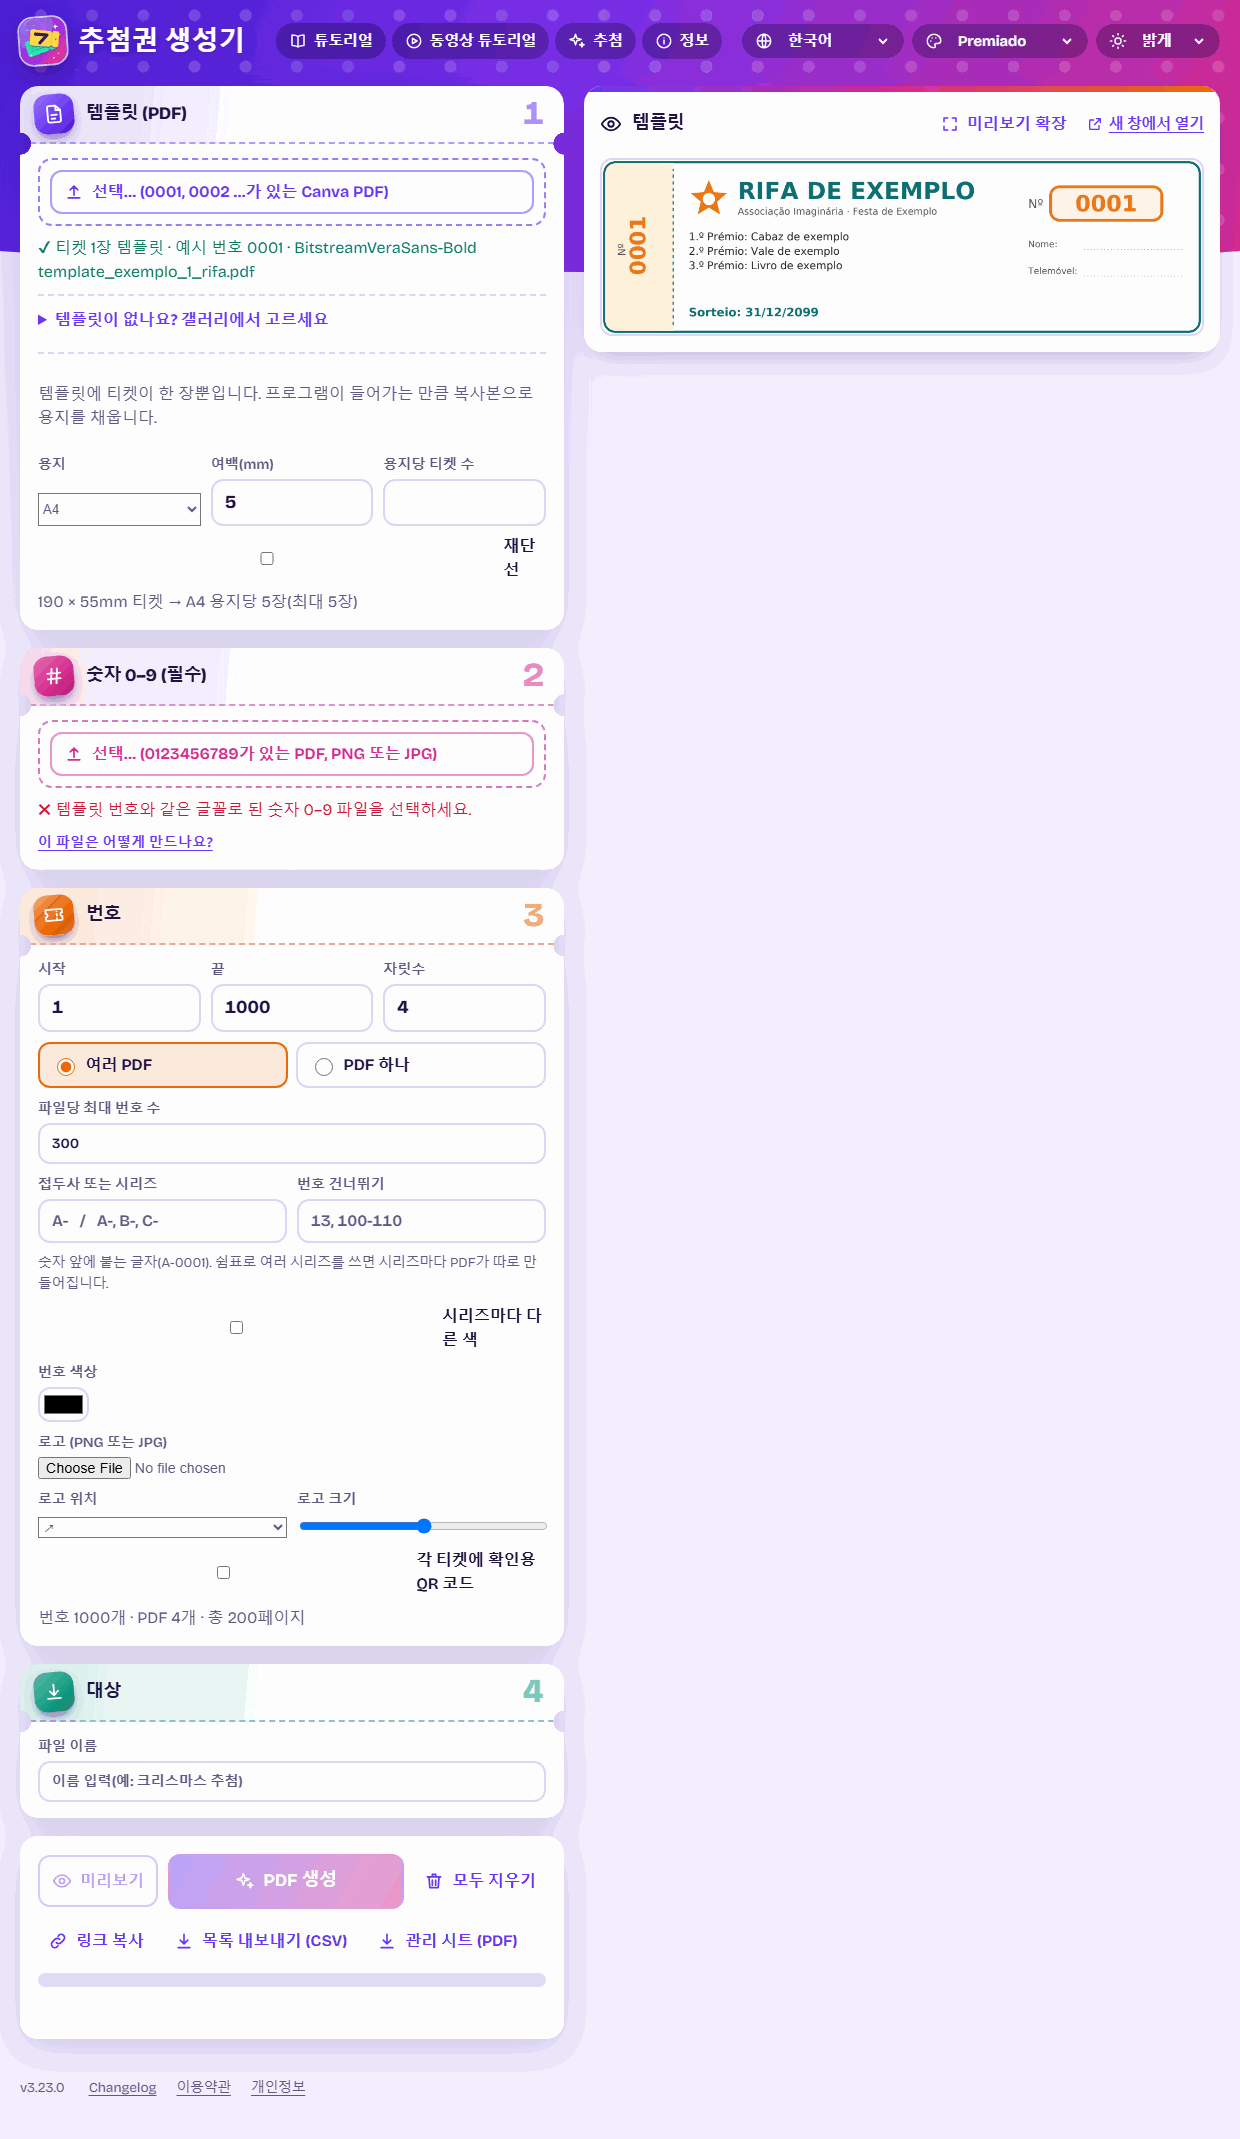 추첨권 생성기
튜토리얼
동영상 튜토리얼
추첨
정보
한국어
Premiado
밝게
템플릿 (PDF)
1
선택... (0001, 0002 ...가 있는 Canva PDF)
✓ 티켓 1장 템플릿 · 예시 번호 0001 · BitstreamVeraSans-Bold
template_exemplo_1_rifa.pdf
▶ 템플릿이 없나요? 갤러리에서 고르세요
템플릿에 티켓이 한 장뿐입니다. 프로그램이 들어가는 만큼 복사본으로
용지를 채웁니다.
용지
여백(mm)
용지당 티켓 수
A4
5
재단
선
190 × 55mm 티켓 → A4 용지당 5장(최대 5장)
숫자 0–9 (필수)
2
선택... (0123456789가 있는 PDF, PNG 또는 JPG)
✕ 템플릿 번호와 같은 글꼴로 된 숫자 0–9 파일을 선택하세요.
이 파일은 어떻게 만드나요?
번호
3
시작
끝
자릿수
1
1000
4
여러 PDF
PDF 하나
파일당 최대 번호 수
300
접두사 또는 시리즈
번호 건너뛰기
A- / A-, B-, C-
13, 100-110
숫자 앞에 붙는 글자(A-0001). 쉼표로 여러 시리즈를 쓰면 시리즈마다 PDF가 따로 만
들어집니다.
시리즈마다 다
른 색
번호 색상
로고 (PNG 또는 JPG)
Choose File No file chosen
로고 위치
로고 크기
↗
각 티켓에 확인용
QR 코드
번호 1000개 · PDF 4개 · 총 200페이지
대상
4
파일 이름
이름 입력(예: 크리스마스 추첨)
미리보기
PDF 생성
모두 지우기
링크 복사
목록 내보내기 (CSV)
관리 시트 (PDF)
v3.23.0
Changelog
이용약관
개인정보
템플릿
미리보기 확장
새 창에서 열기
Nº
0001
RIFA DE EXEMPLO
Associação Imaginária · Festa de Exemplo
1.º Prémio: Cabaz de exemplo
2.º Prémio: Vale de exemplo
3.º Prémio: Livro de exemplo
Sorteio: 31/12/2099
Nº
0001
Nome:
Telemóvel: